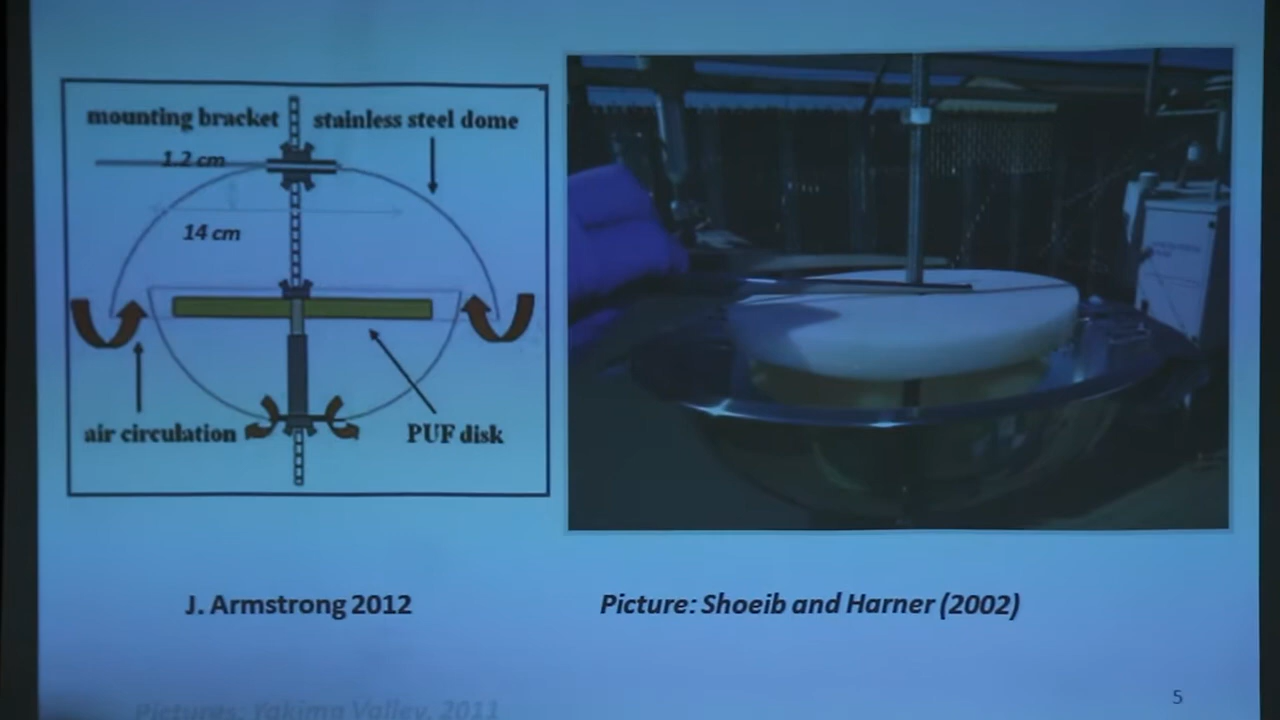 mounting bracket
stainless steel dome
1.2 cm
14 cm
air circulation
PUF disk
J. Armstrong 2012
Picture: Shoeib and Harner (2002)
5
Pictures: Yakima Valley, 2011